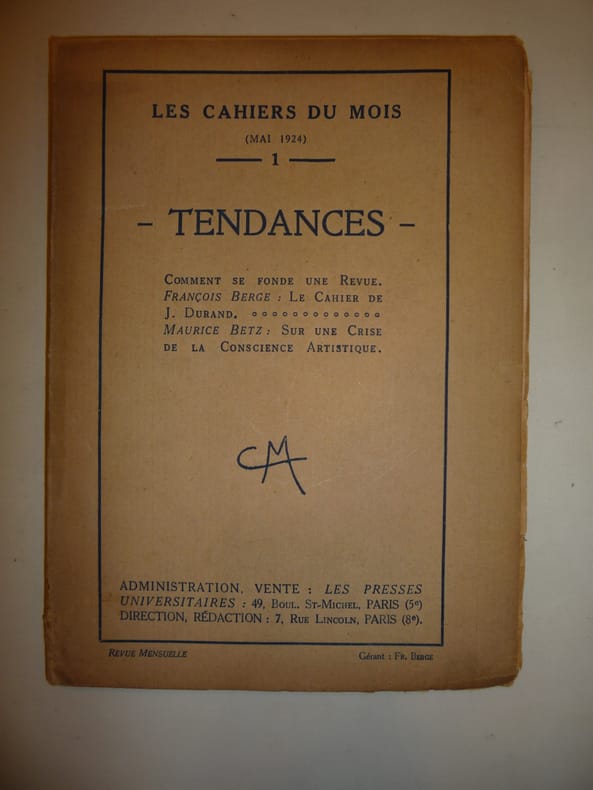 LES CAHIERS DU MOIS
(MAI 1924)
— 1 —
- TENDANCES -
COMMENT SE FONDE UNE REVUE.
FRANÇOIS BERGE : LE CAHIER DE
J. DURAND. ° ° ° ° ° ° ° ° ° ° ° ° °
MAURICE BETZ : SUR UNE CRISE
DE LA CONSCIENCE ARTISTIQUE.
CM
ADMINISTRATION, VENTE : LES PRESSES
UNIVERSITAIRES : 49, BOUL. ST-MICHEL, PARIS (5e)
DIRECTION, RÉDACTION : 7, RUE LINCOLN, PARIS (8e).
REVUE MENSUELLE
Gérant : FR. BERGE